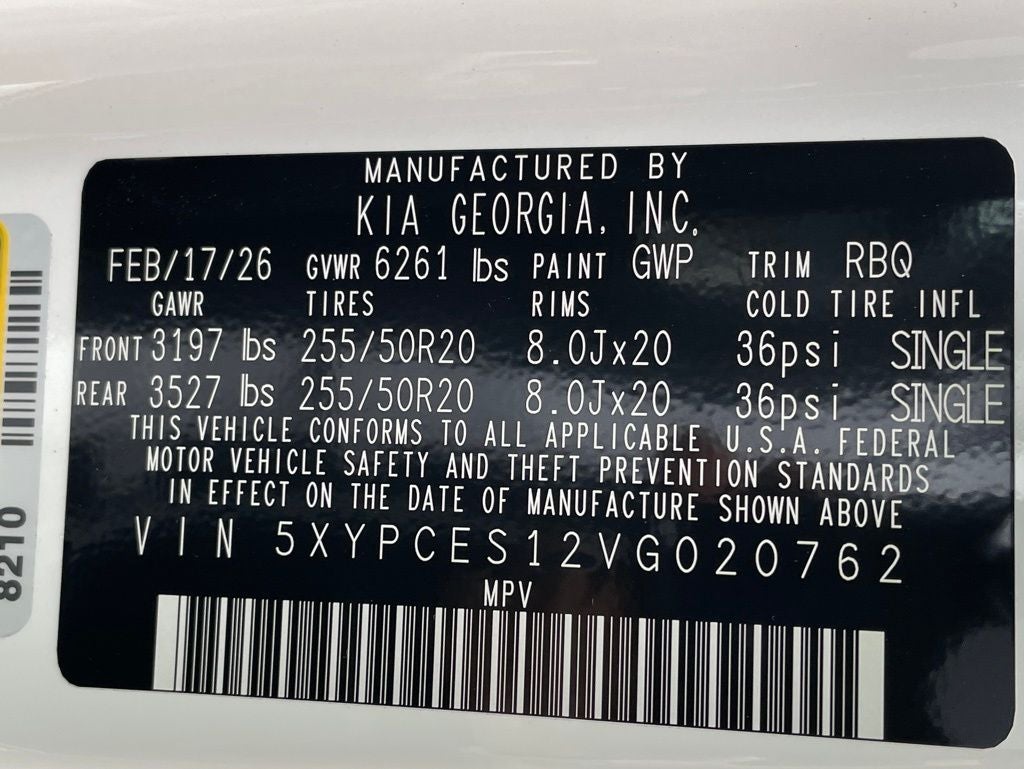 MANUFACTURED BY
KIA GEORGIA, INC.
FEB/17/26 GVWR 6261 lbs PAINT GWP TRIM RBQ
GAWR TIRES RIMS COLD TIRE INFL
FRONT 3197 lbs 255/50R20 8.0Jx20 36psi SINGLE
REAR 3527 lbs 255/50R20 8.0Jx20 36psi SINGLE
THIS VEHICLE CONFORMS TO ALL APPLICABLE U.S.A. FEDERAL
MOTOR VEHICLE SAFETY AND THEFT PREVENTION STANDARDS
IN EFFECT ON THE DATE OF MANUFACTURE SHOWN ABOVE
VIN 5XYPCES12VG020762
MPV
8210